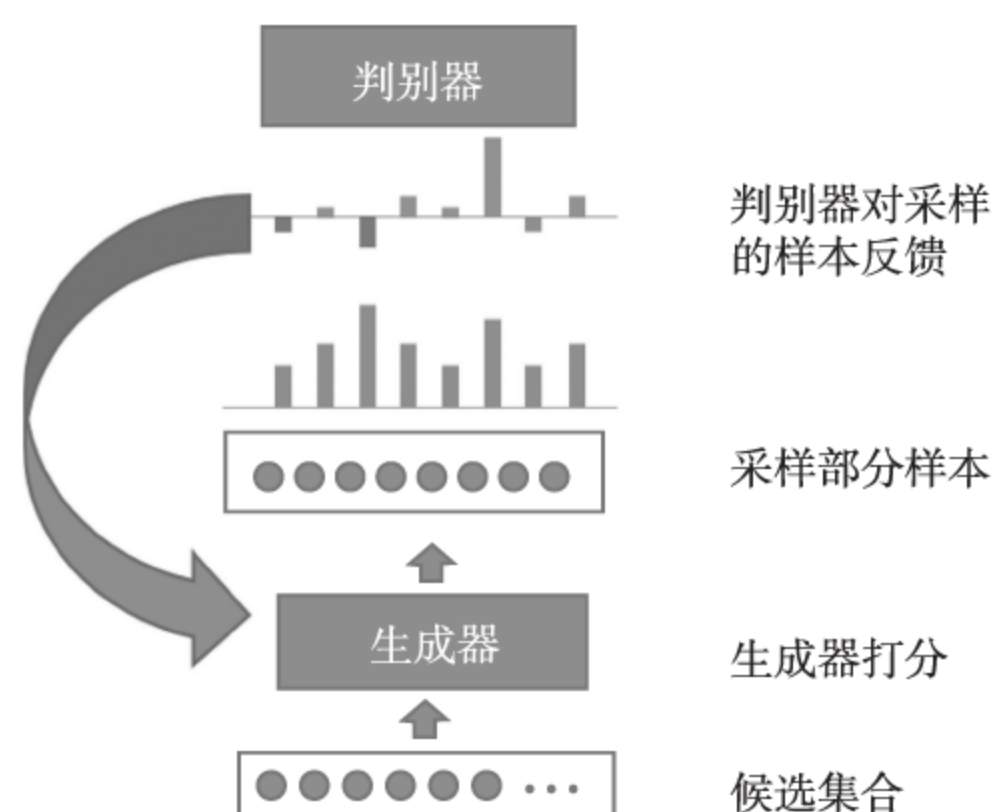 判别器
判别器对采样
的样本反馈
采样部分样本
生成器
生成器打分
候选集合